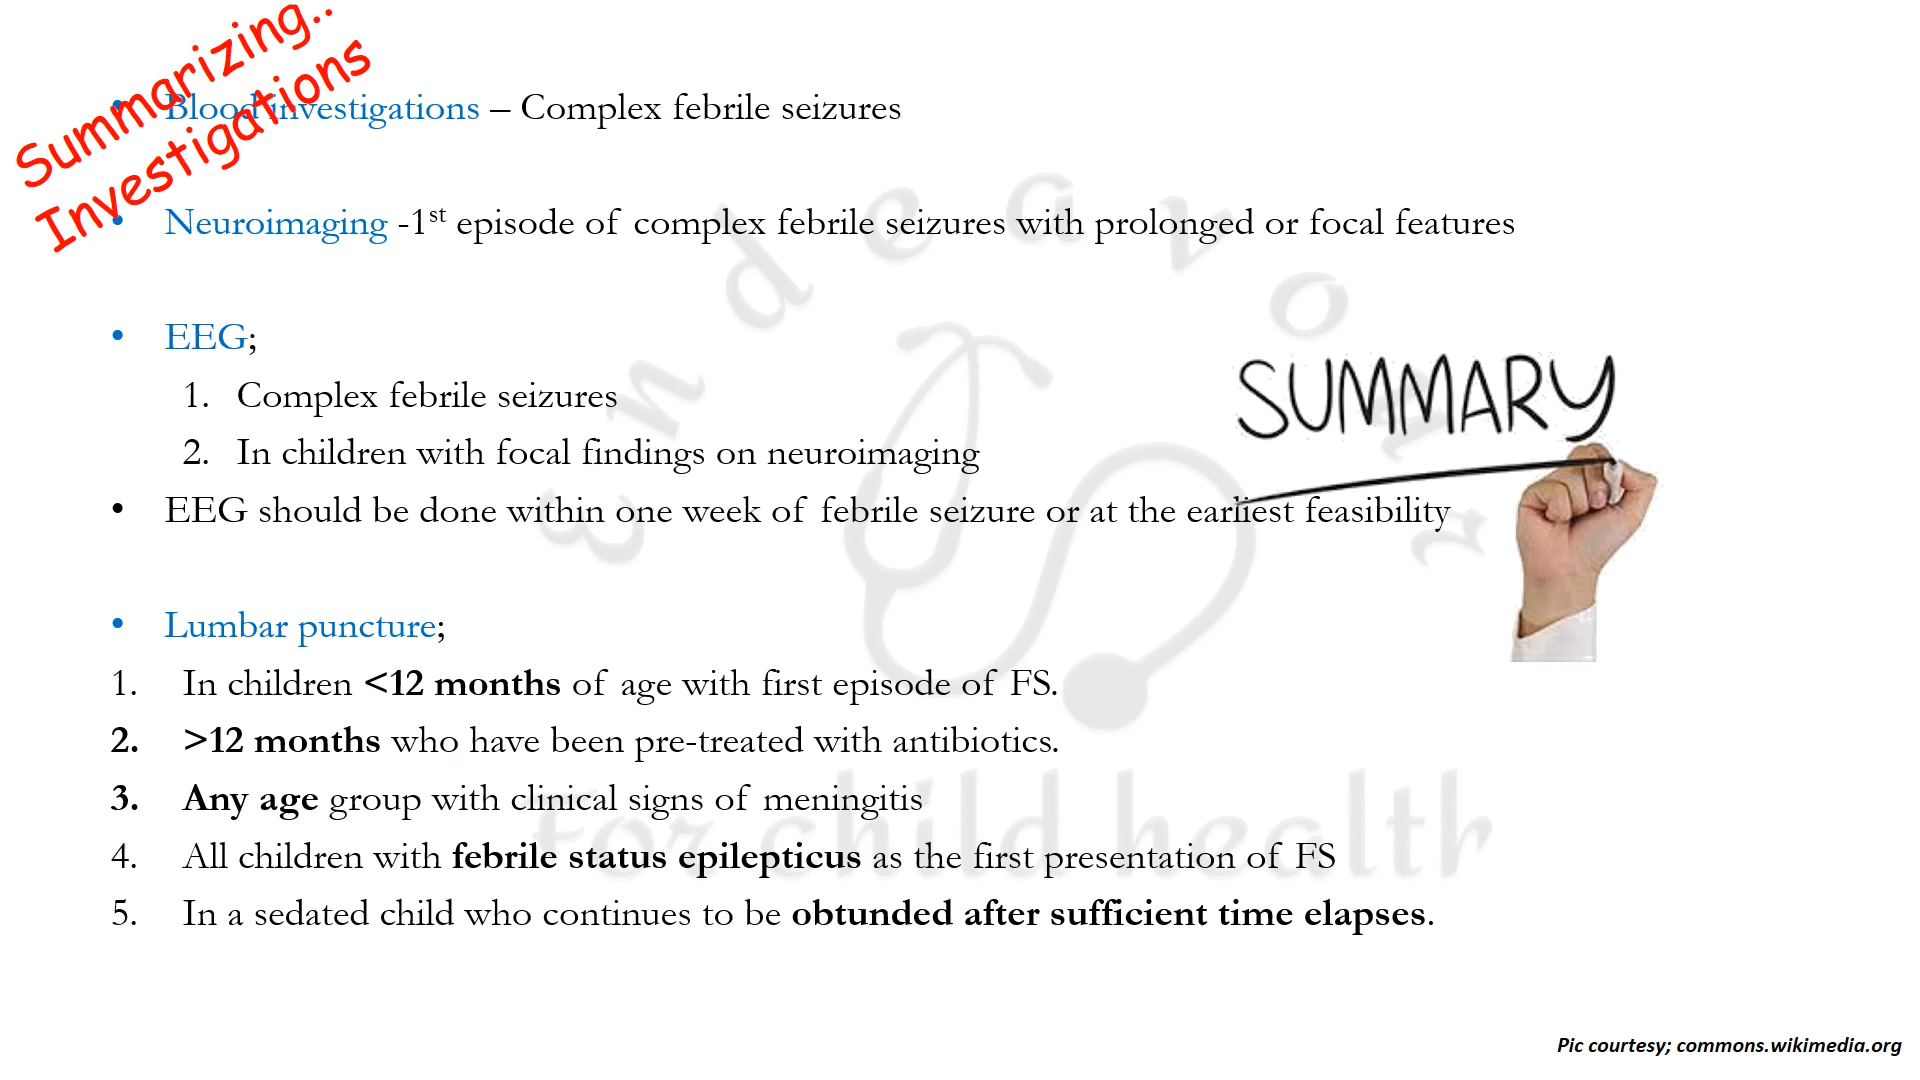 Summarizing..
Investigations
• Blood investigations – Complex febrile seizures
• Neuroimaging -1st episode of complex febrile seizures with prolonged or focal features
• EEG;
1. Complex febrile seizures
2. In children with focal findings on neuroimaging
• EEG should be done within one week of febrile seizure or at the earliest feasibility
• Lumbar puncture;
1. In children <12 months of age with first episode of FS.
2. >12 months who have been pre-treated with antibiotics.
3. Any age group with clinical signs of meningitis
4. All children with febrile status epilepticus as the first presentation of FS
5. In a sedated child who continues to be obtunded after sufficient time elapses.
SUMMARY
Endeavour
For child health
Pic courtesy; commons.wikimedia.org